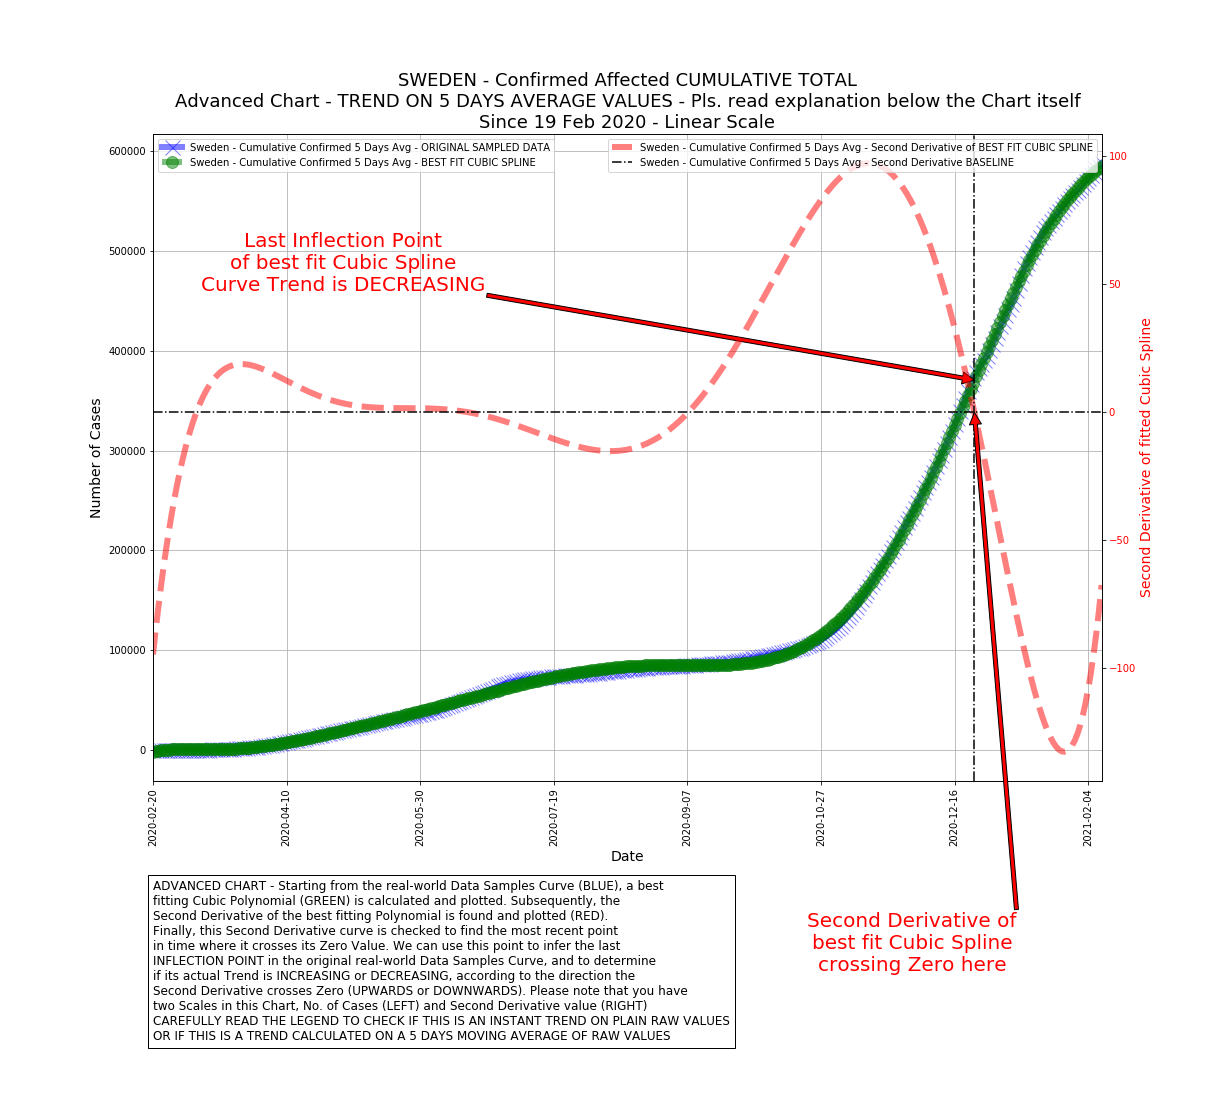 SWEDEN - Confirmed Affected CUMULATIVE TOTAL
Advanced Chart - TREND ON 5 DAYS AVERAGE VALUES - Pls. read explanation below the Chart itself
Since 19 Feb 2020 - Linear Scale
Sweden - Cumulative Confirmed 5 Days Avg - ORIGINAL SAMPLED DATA
Sweden - Cumulative Confirmed 5 Days Avg - BEST FIT CUBIC SPLINE
Sweden - Cumulative Confirmed 5 Days Avg - Second Derivative of BEST FIT CUBIC SPLINE
Sweden - Cumulative Confirmed 5 Days Avg - Second Derivative BASELINE
600000
500000
400000
300000
200000
100000
0
Number of Cases
Last Inflection Point
of best fit Cubic Spline
Curve Trend is DECREASING
100
50
0
−50
−100
Second Derivative of fitted Cubic Spline
2020-02-20
2020-04-10
2020-05-30
2020-07-19
2020-09-07
2020-10-27
2020-12-16
2021-02-04
Date
Second Derivative of
best fit Cubic Spline
crossing Zero here
ADVANCED CHART - Starting from the real-world Data Samples Curve (BLUE), a best
fitting Cubic Polynomial (GREEN) is calculated and plotted. Subsequently, the
Second Derivative of the best fitting Polynomial is found and plotted (RED).
Finally, this Second Derivative curve is checked to find the most recent point
in time where it crosses its Zero Value. We can use this point to infer the last
INFLECTION POINT in the original real-world Data Samples Curve, and to determine
if its actual Trend is INCREASING or DECREASING, according to the direction the
Second Derivative crosses Zero (UPWARDS or DOWNWARDS). Please note that you have
two Scales in this Chart, No. of Cases (LEFT) and Second Derivative value (RIGHT)
CAREFULLY READ THE LEGEND TO CHECK IF THIS IS AN INSTANT TREND ON PLAIN RAW VALUES
OR IF THIS IS A TREND CALCULATED ON A 5 DAYS MOVING AVERAGE OF RAW VALUES